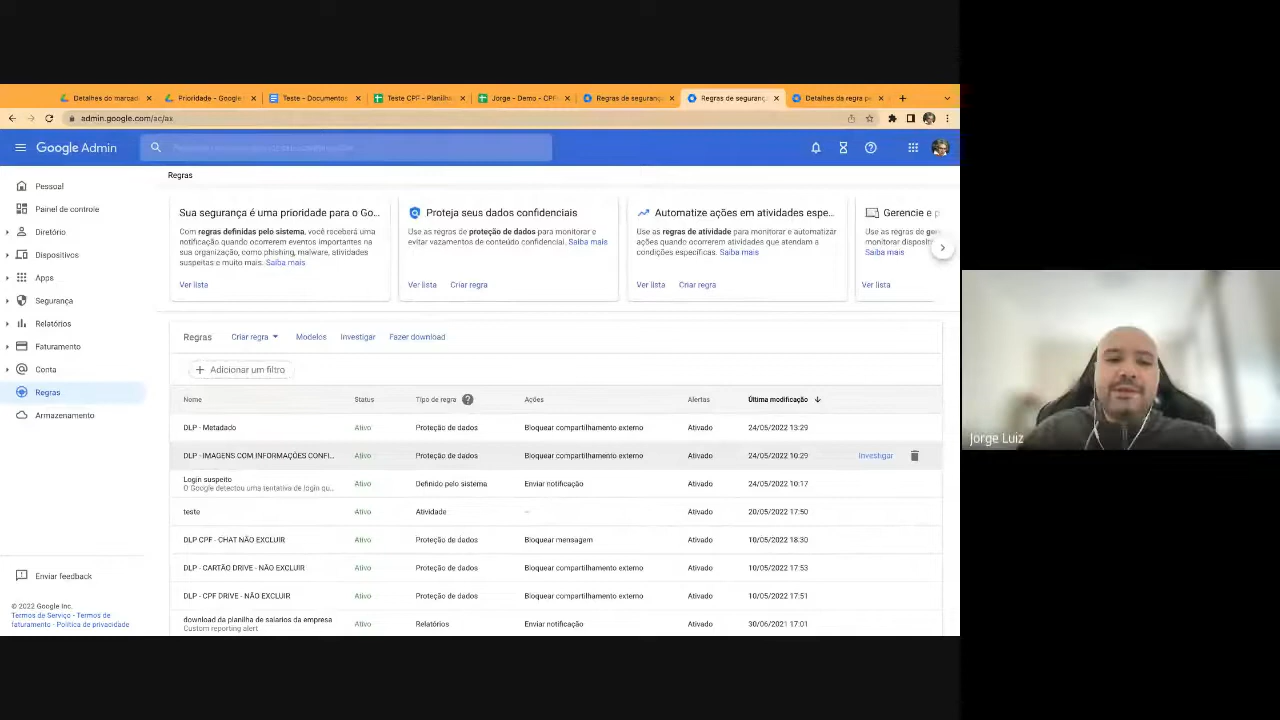 Detalhes do marcad
Prioridade - Google
Teste - Documentos
Teste CPF - Planilh
Jorge - Demo - CPF
Regras de seguranç
Regras de seguranç
Detalhes da regra p
admin.google.com/ac/ax
Google Admin
Regras
Pessoal
Painel de controle
Diretório
Dispositivos
Apps
Segurança
Relatórios
Faturamento
Conta
Regras
Armazenamento
Enviar feedback
© 2022 Google Inc.
Termos de Serviço - Termos de
faturamento - Política de privacidade
Sua segurança é uma prioridade para o Go...
Com regras definidas pelo sistema, você receberá uma
notificação quando ocorrerem eventos importantes na
sua organização, como phishing, malware, atividades
suspeitas e muito mais. Saiba mais
Ver lista
Proteja seus dados confidenciais
Use as regras de proteção de dados para monitorar e
evitar vazamentos de conteúdo confidencial. Saiba mais
Ver lista Criar regra
Automatize ações em atividades espe...
Use as regras de atividade para monitorar e automatizar
ações quando ocorrerem atividades que atendam a
condições específicas. Saiba mais
Ver lista Criar regra
Gerencie e p
Use as regras de ger
monitorar dispositi
Saiba mais
Ver lista
Regras Criar regra Modelos Investigar Fazer download
Adicionar um filtro
Nome Status Tipo de regra Ações Alertas Última modificação
DLP - Metadado Ativo Proteção de dados Bloquear compartilhamento externo Ativado 24/05/2022 13:29
DLP - IMAGENS COM INFORMAÇÕES CONFI... Ativo Proteção de dados Bloquear compartilhamento externo Ativado 24/05/2022 10:29 Investigar
Login suspeito Ativo Definido pelo sistema Enviar notificação Ativado 24/05/2022 10:17
O Google detectou uma tentativa de login qu...
teste Ativo Atividade -- Ativado 20/05/2022 17:50
DLP CPF - CHAT NÃO EXCLUIR Ativo Proteção de dados Bloquear mensagem Ativado 10/05/2022 18:30
DLP - CARTÃO DRIVE - NÃO EXCLUIR Ativo Proteção de dados Bloquear compartilhamento externo Ativado 10/05/2022 17:53
DLP - CPF DRIVE - NÃO EXCLUIR Ativo Proteção de dados Bloquear compartilhamento externo Ativado 10/05/2022 17:51
download da planilha de salarios da empresa Ativo Relatórios Enviar notificação Ativado 30/06/2021 17:01
Custom reporting alert
Jorge Luiz